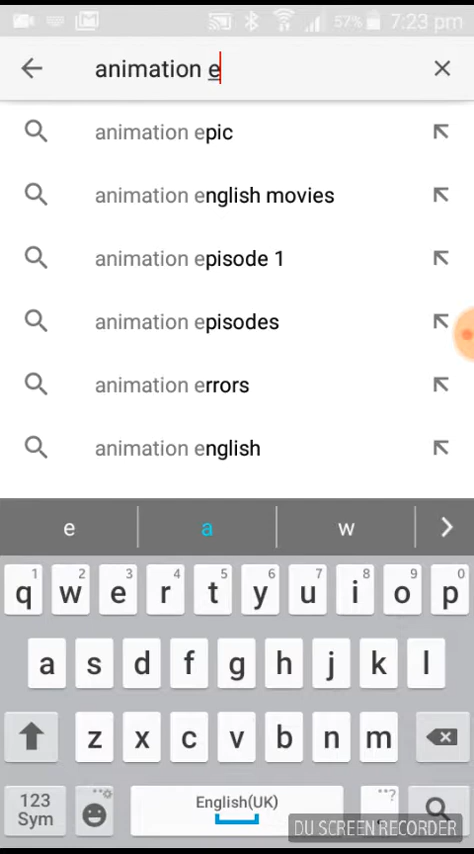 57% 7:23 pm
animation e
animation epic
animation english movies
animation episode 1
animation episodes
animation errors
animation english
e a w
1 2 3 4 5 6 7 8 9 0
q w e r t y u i o p
a s d f g h j k l
z x c v b n m
123
Sym
English(UK)
,
?
DU SCREEN RECORDER